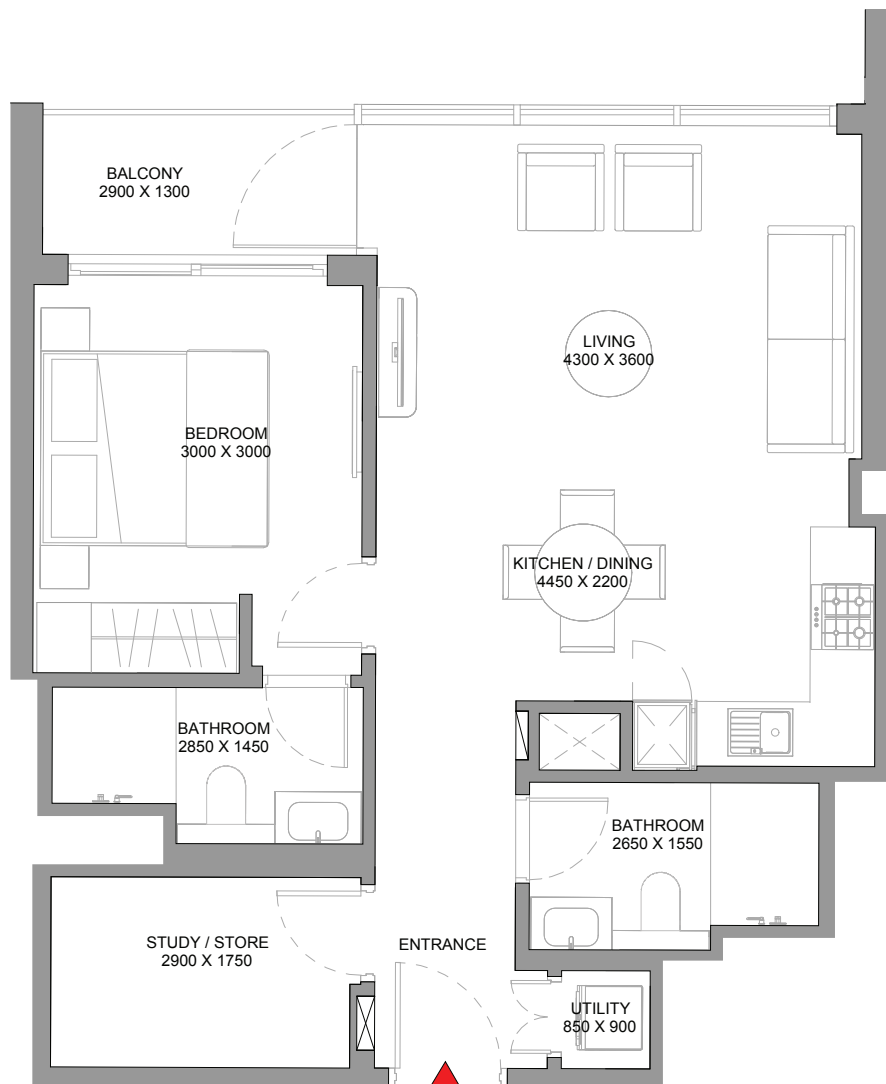 BALCONY
2900 X 1300
LIVING
4300 X 3600
BEDROOM
3000 X 3000
KITCHEN / DINING
4450 X 2200
BATHROOM
2850 X 1450
BATHROOM
2650 X 1550
STUDY / STORE
2900 X 1750
ENTRANCE
UTILITY
850 X 900